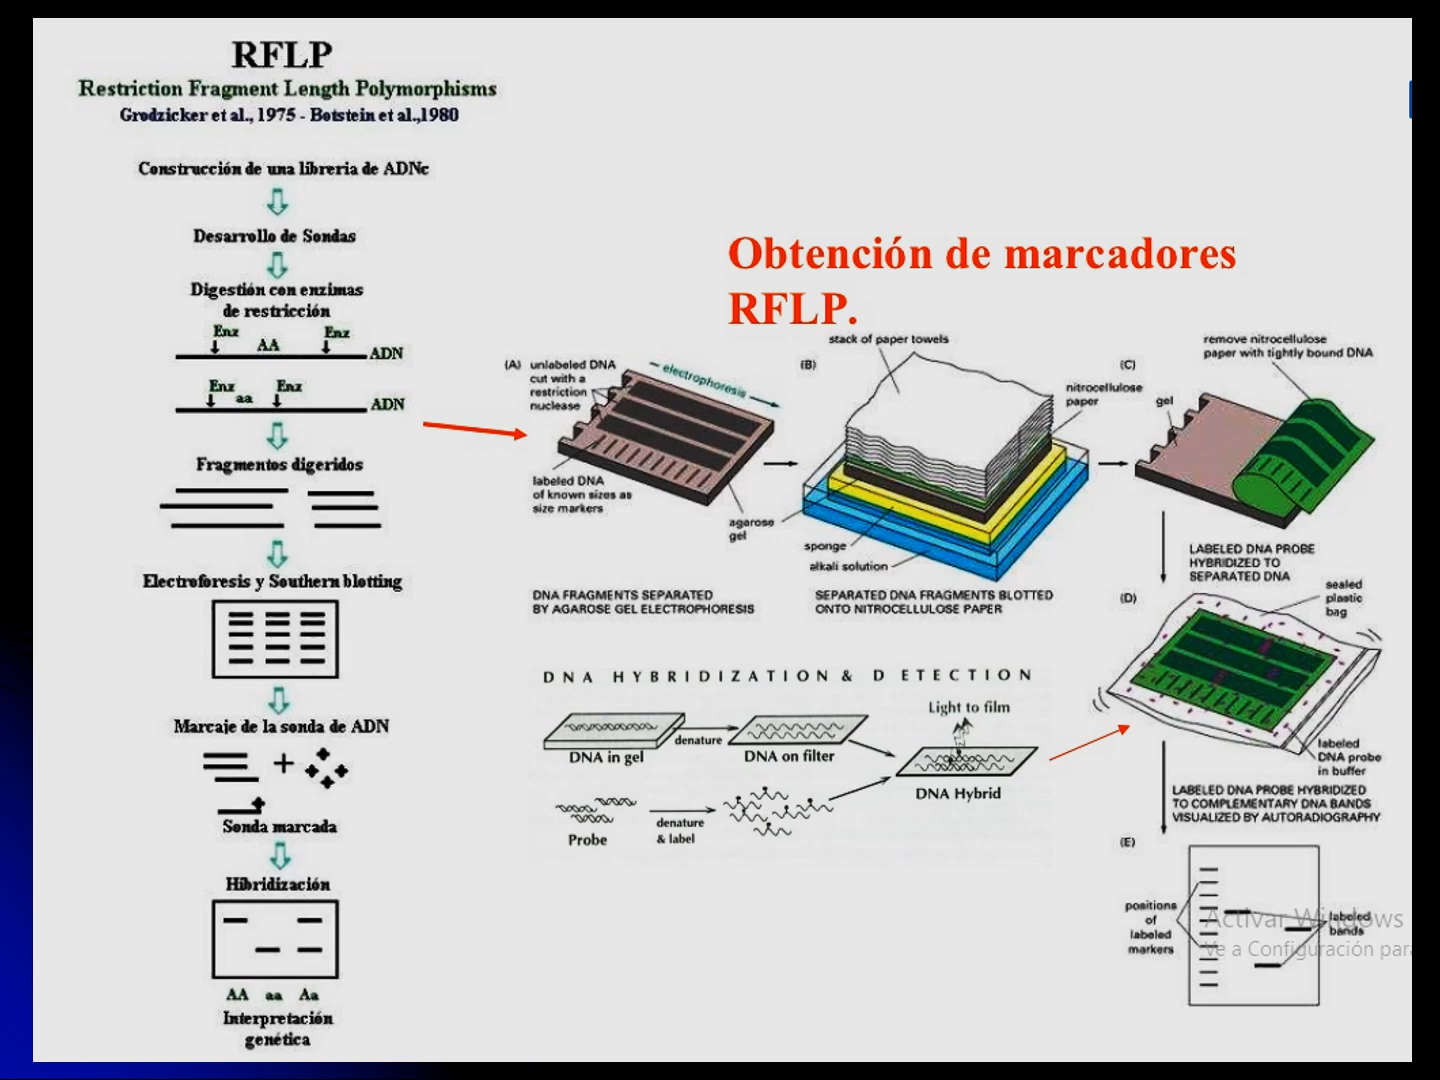 RFLP
Restriction Fragment Length Polymorphisms
Grodzicker et al., 1975 - Botstein et al.,1980
Construcción de una libreria de ADNc
Desarrollo de Sondas
Digestión con enzimas
de restricción
Enz
Enz
AA
ADN
Enz
Enz
aa
ADN
Fragmentos digeridos
Electroforesis y Southern blotting
Marcaje de la sonda de ADN
+
Sonda marcada
Hibridización
AA aa Aa
Interpretación
genética
Obtención de marcadores
RFLP.
(A) unlabeled DNA
cut with a
restriction
nuclease
electrophoresis
labeled DNA
of known sizes as
size markers
agarose
gel
DNA FRAGMENTS SEPARATED
BY AGAROSE GEL ELECTROPHORESIS
(B)
stack of paper towels
nitrocellulose
paper
sponge
alkali solution
SEPARATED DNA FRAGMENTS BLOTTED
ONTO NITROCELLULOSE PAPER
(C)
remove nitrocellulose
paper with tightly bound DNA
gel
LABELED DNA PROBE
HYBRIDIZED TO
SEPARATED DNA
(D)
sealed
plastic
bag
labeled
DNA probe
in buffer
LABELED DNA PROBE HYBRIDIZED
TO COMPLEMENTARY DNA BANDS
VISUALIZED BY AUTORADIOGRAPHY
(E)
positions
of
labeled
markers
labeled
bands
DNA HYBRIDIZATION & DETECTION
DNA in gel
denature
DNA on filter
Light to film
DNA Hybrid
Probe
denature
& label
Activar Windows
Ve a Configuración para